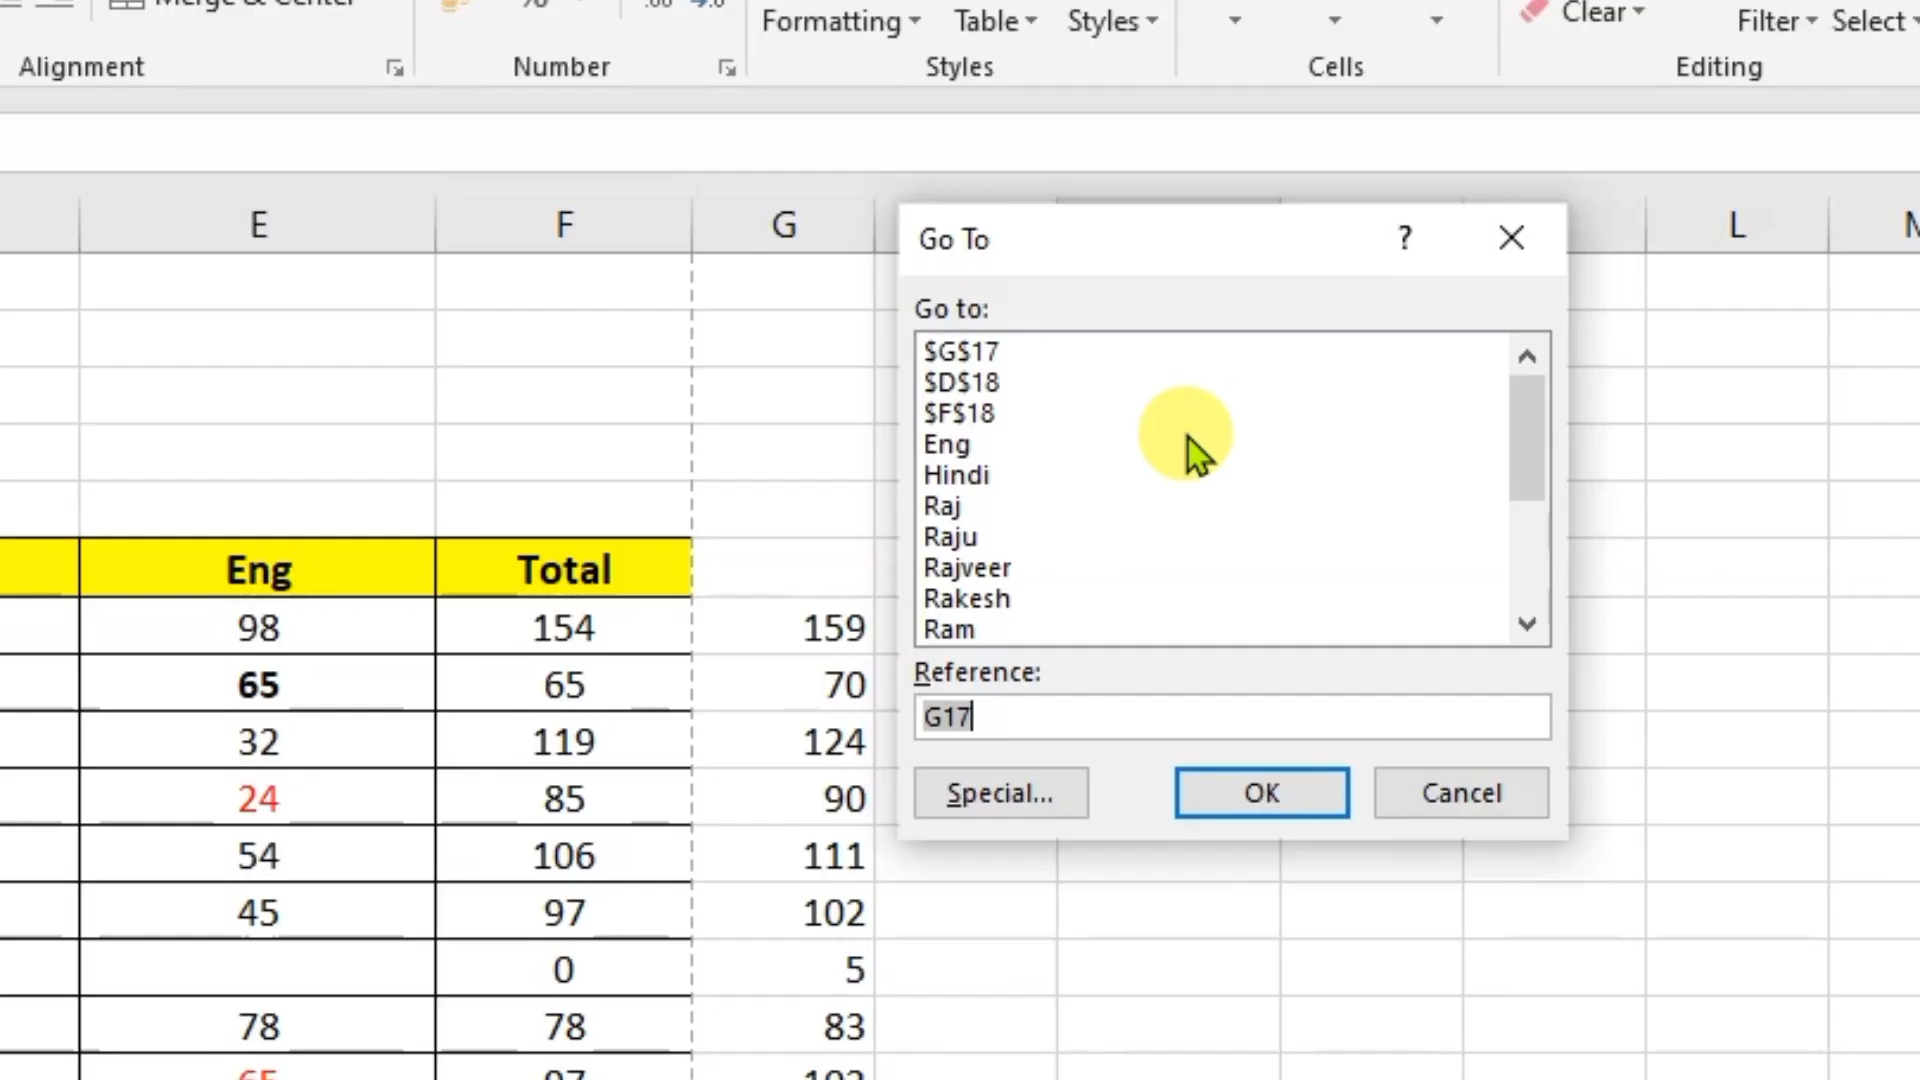 Merge & Center
%
.00
Formatting
Table
Styles
Clear
Filter
Select
Alignment
Number
Styles
Cells
Editing
E
F
G
L
M
Go To
?
Go to:
$G$17
$D$18
$F$18
Eng
Hindi
Raj
Raju
Rajveer
Rakesh
Ram
Reference:
G17
Special...
OK
Cancel
Eng Total
98 154 159
65 65 70
32 119 124
24 85 90
54 106 111
45 97 102
0 5
78 78 83
65 97 102